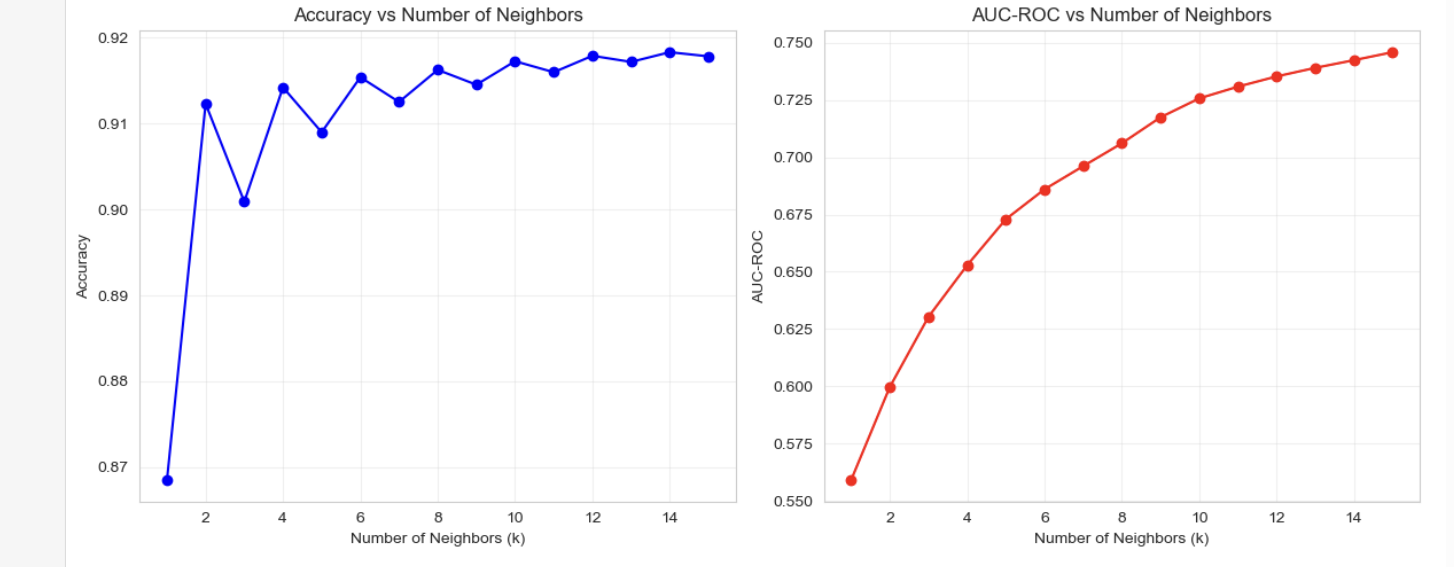 Accuracy vs Number of Neighbors
0.92
0.91
0.90
0.89
0.88
0.87
Accuracy
2 4 6 8 10 12 14
Number of Neighbors (k)
AUC-ROC vs Number of Neighbors
0.750
0.725
0.700
0.675
0.650
0.625
0.600
0.575
0.550
AUC-ROC
2 4 6 8 10 12 14
Number of Neighbors (k)